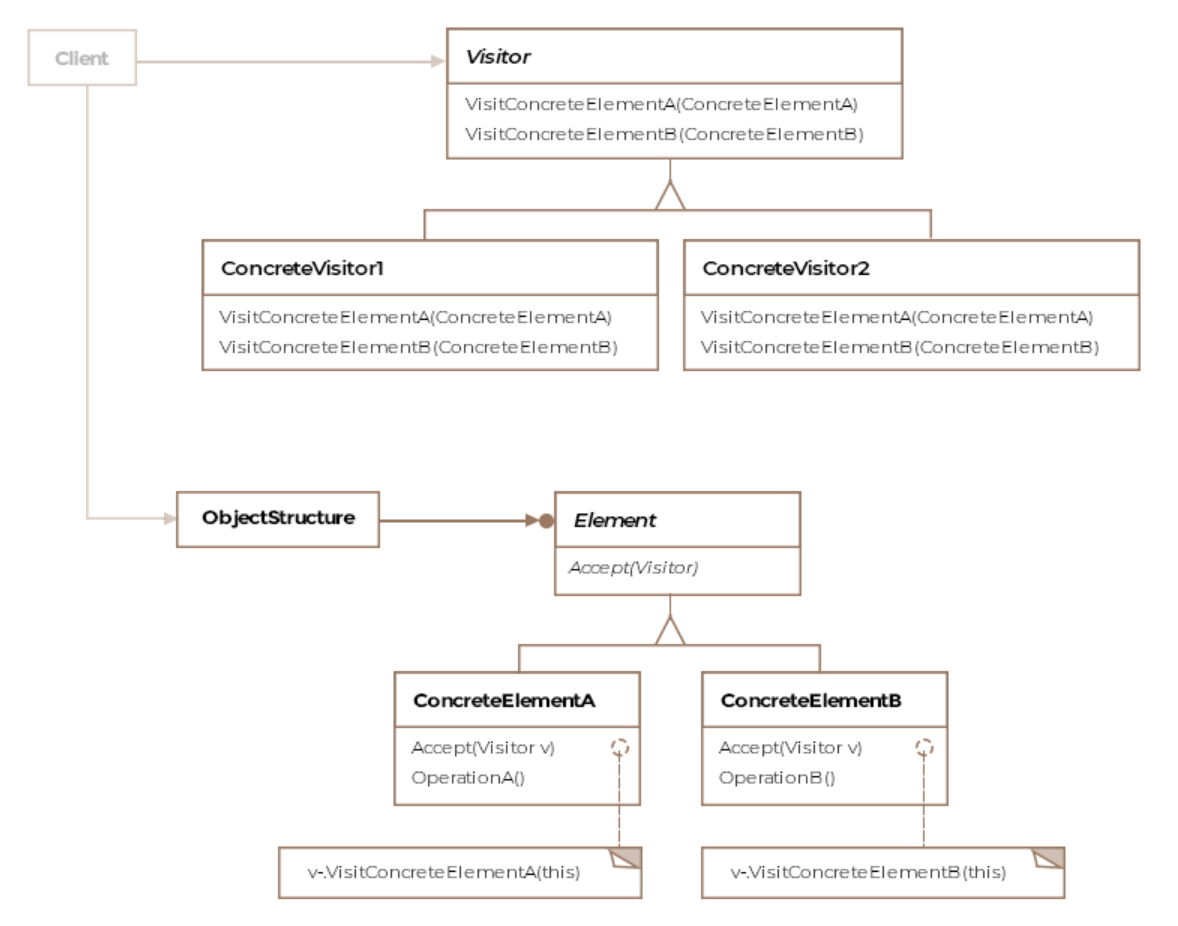 Client
Visitor
VisitConcreteElementA(ConcreteElementA)
VisitConcreteElementB(ConcreteElementB)
ConcreteVisitor1
VisitConcreteElementA(ConcreteElementA)
VisitConcreteElementB(ConcreteElementB)
ConcreteVisitor2
VisitConcreteElementA(ConcreteElementA)
VisitConcreteElementB(ConcreteElementB)
ObjectStructure
Element
Accept(Visitor)
ConcreteElementA
Accept(Visitor v)
OperationA()
ConcreteElementB
Accept(Visitor v)
OperationB()
v-.VisitConcreteElementA(this)
v-.VisitConcreteElementB(this)